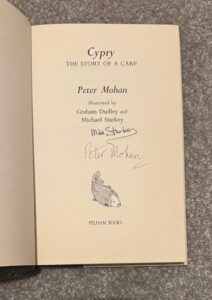 Cypry
THE STORY OF A CARP
Peter Mohan
illustrated by
Graham Dudley and
Michael Starkey
Mike Starkey
Peter Mohan
PELHAM BOOKS